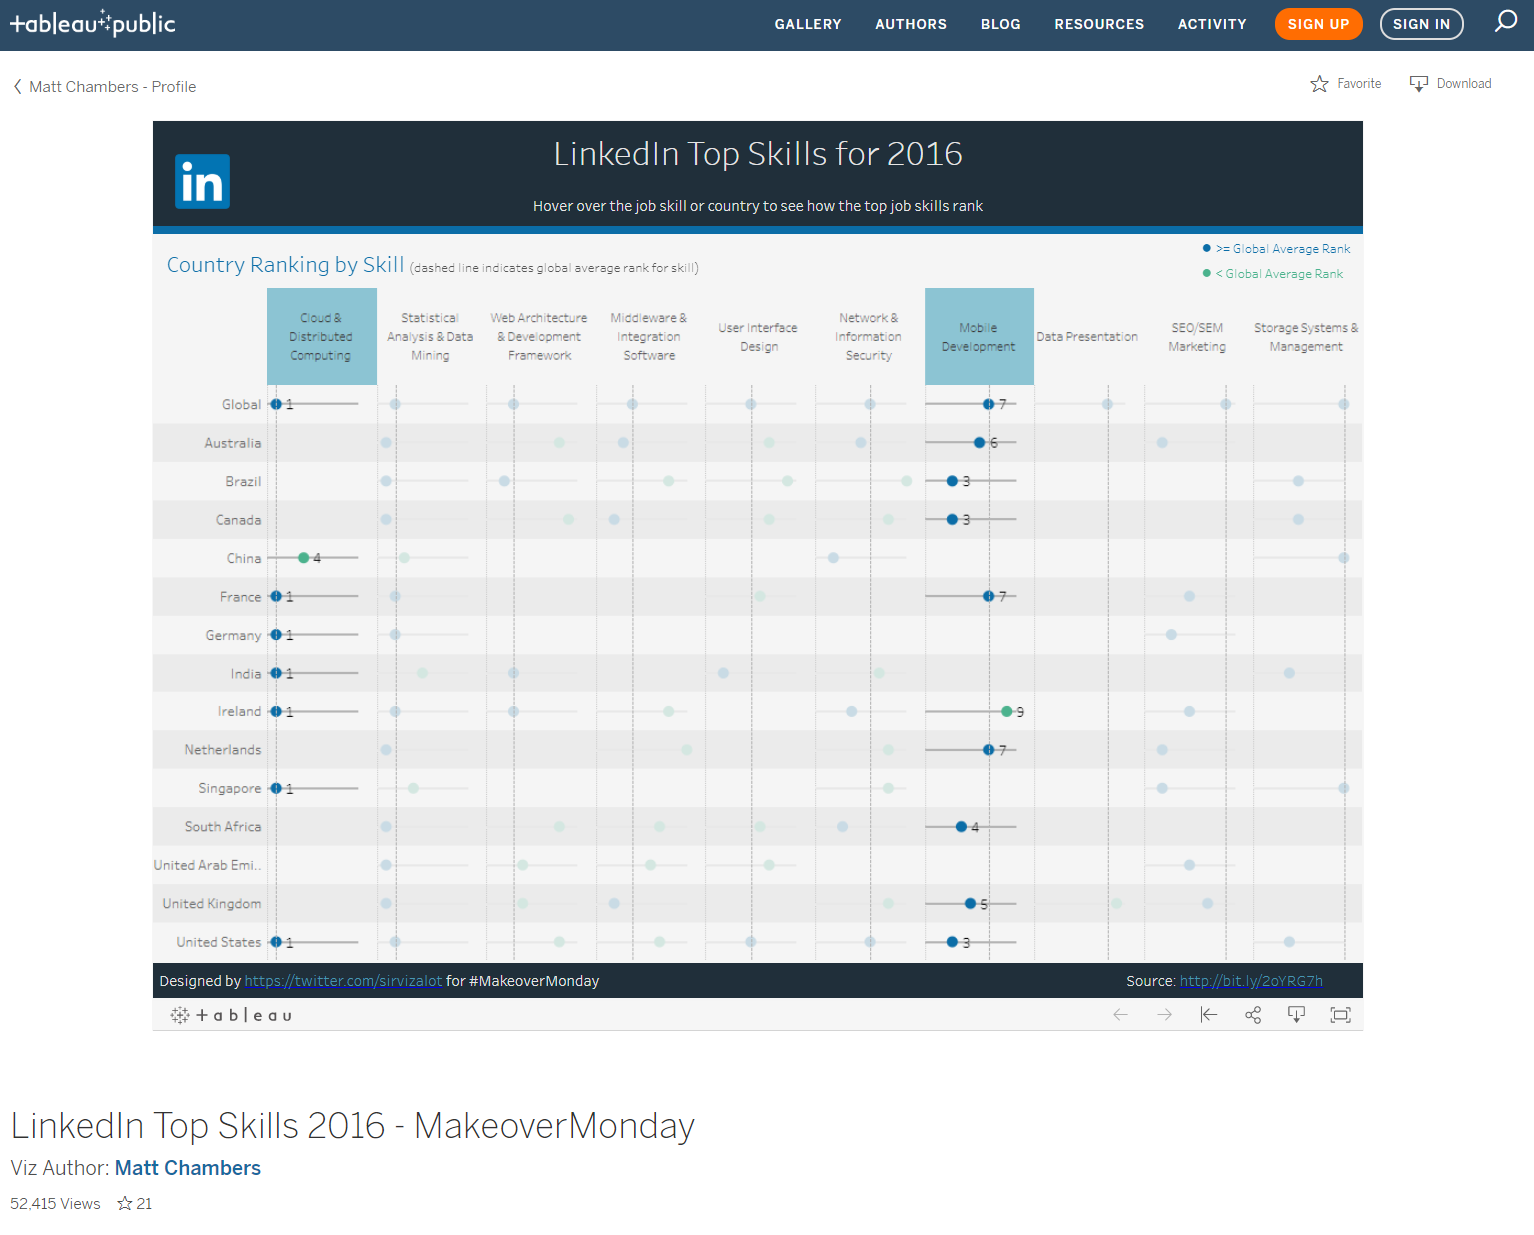 +ableau+public
GALLERY AUTHORS BLOG RESOURCES ACTIVITY SIGN UP SIGN IN
Matt Chambers - Profile
Favorite Download
in
LinkedIn Top Skills for 2016
Hover over the job skill or country to see how the top job skills rank
>= Global Average Rank
Country Ranking by Skill (dashed line indicates global average rank for skill)
< Global Average Rank
Cloud & Distributed Computing
Statistical Analysis & Data Mining
Web Architecture & Development Framework
Middleware & Integration Software
User Interface Design
Network & Information Security
Mobile Development
Data Presentation
SEO/SEM Marketing
Storage Systems & Management
Global 1 7
Australia 6
Brazil 3
Canada 3
China 4
France 1 7
Germany 1
India 1
Ireland 1 9
Netherlands 7
Singapore 1
South Africa 4
United Arab Emi..
United Kingdom 5
United States 1 3
Designed by https://twitter.com/sirvizalot for #MakeoverMonday
Source: http://bit.ly/2oYRG7h
+ableau
LinkedIn Top Skills 2016 - MakeoverMonday
Viz Author: Matt Chambers
52,415 Views 21